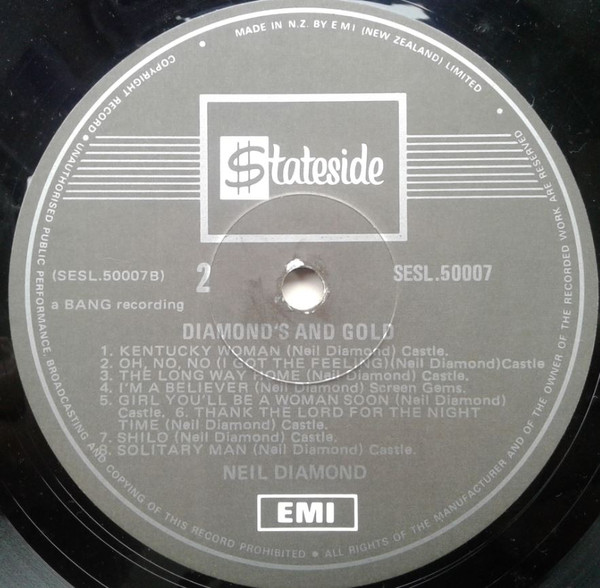 MADE IN N.Z. BY EMI (NEW ZEALAND) LIMITED
COPYRIGHT RECORD • UNAUTHORISED PUBLIC PERFORMANCE, BROADCASTING AND COPYING OF THIS RECORD PROHIBITED • ALL RIGHTS OF THE MANUFACTURER AND OF THE OWNER OF THE RECORDED WORK ARE RESERVED
$tateside
(SESL.50007B) 2 SESL.50007
a BANG recording
DIAMOND'S AND GOLD
1. KENTUCKY WOMAN (Neil Diamond) Castle.
2. OH, NO, NO (I GOT THE FEELING)(Neil Diamond)Castle
3. THE LONG WAY HOME (Neil Diamond) Castle.
4. I'M A BELIEVER (Neil Diamond) Screen Gems.
5. GIRL YOU'LL BE A WOMAN SOON (Neil Diamond)
Castle. 6. THANK THE LORD FOR THE NIGHT
TIME (Neil Diamond) Castle.
7. SHILO (Neil Diamond) Castle.
8. SOLITARY MAN (Neil Diamond) Castle.
NEIL DIAMOND
EMI